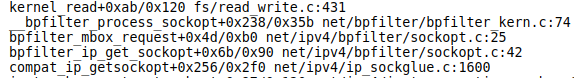 kernel_read+0xab/0x120 fs/read_write.c:431
__bpfilter_process_sockopt+0x238/0x35b net/bpfilter/bpfilter_kern.c:74
bpfilter_mbox_request+0x4d/0xb0 net/ipv4/bpfilter/sockopt.c:25
bpfilter_ip_get_sockopt+0x6b/0x90 net/ipv4/bpfilter/sockopt.c:42
compat_ip_getsockopt+0x256/0x2f0 net/ipv4/ip_sockglue.c:1600